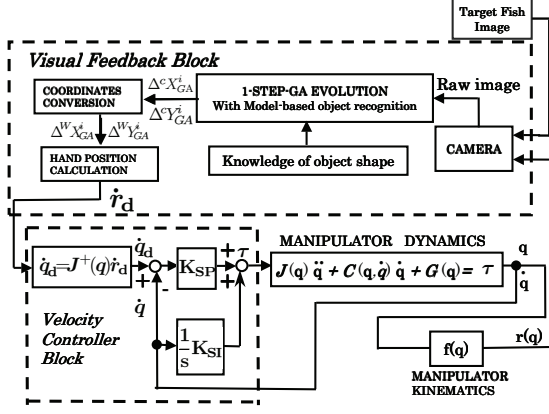 Target Fish
Image
Visual Feedback Block
COORDINATES
CONVERSION
Δ^c X^i_GA
Δ^c Y^i_GA
1-STEP-GA EVOLUTION
With Model-based object recognition
Raw image
Δ^W X^i_GA Δ^W Y^i_GA
HAND POSITION
CALCULATION
Knowledge of object shape
CAMERA
ṙ_d
q̇_d=J⁺(q)ṙ_d
q̇_d
+
-
q̇
K_SP
+
+
τ
MANIPULATOR DYNAMICS
J(q) q̈ + C(q.q̇) q̇ + G(q) = τ
q
q̇
Velocity
Controller
Block
1/s K_SI
f(q)
r(q)
MANIPULATOR
KINEMATICS